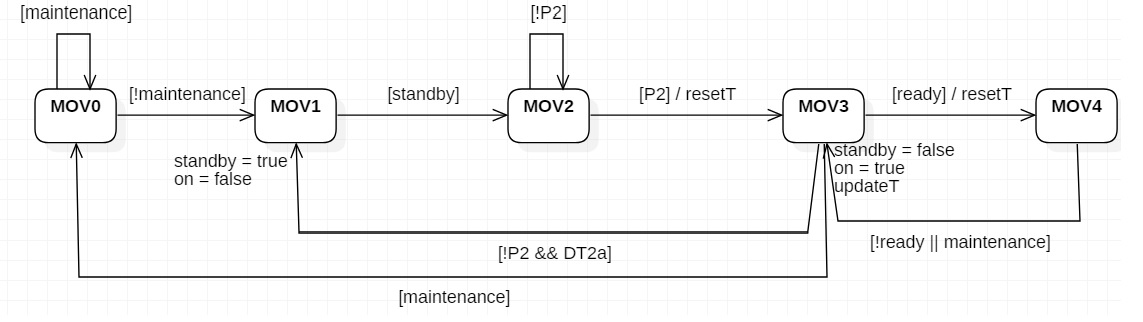 [maintenance]
[!P2]
[!maintenance]
[standby]
[P2] / resetT
[ready] / resetT
MOV0
MOV1
MOV2
MOV3
MOV4
standby = true
on = false
standby = false
on = true
updateT
[!P2 && DT2a]
[!ready || maintenance]
[maintenance]